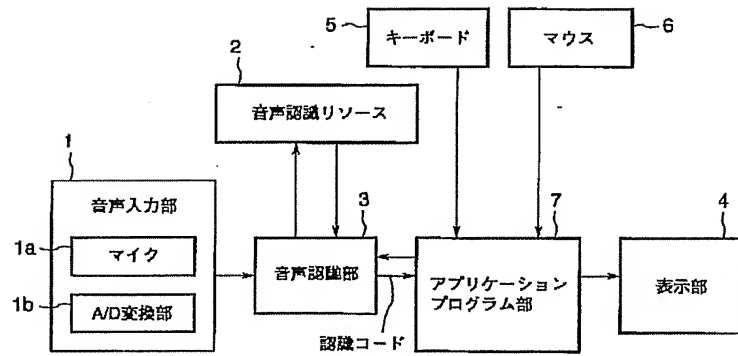 5
キーボード
マウス
6
2
音声認識リソース
1
音声入力部
1a
マイク
1b
A/D変換部
3
音声認識部
認識コード
7
アプリケーション
プログラム部
4
表示部